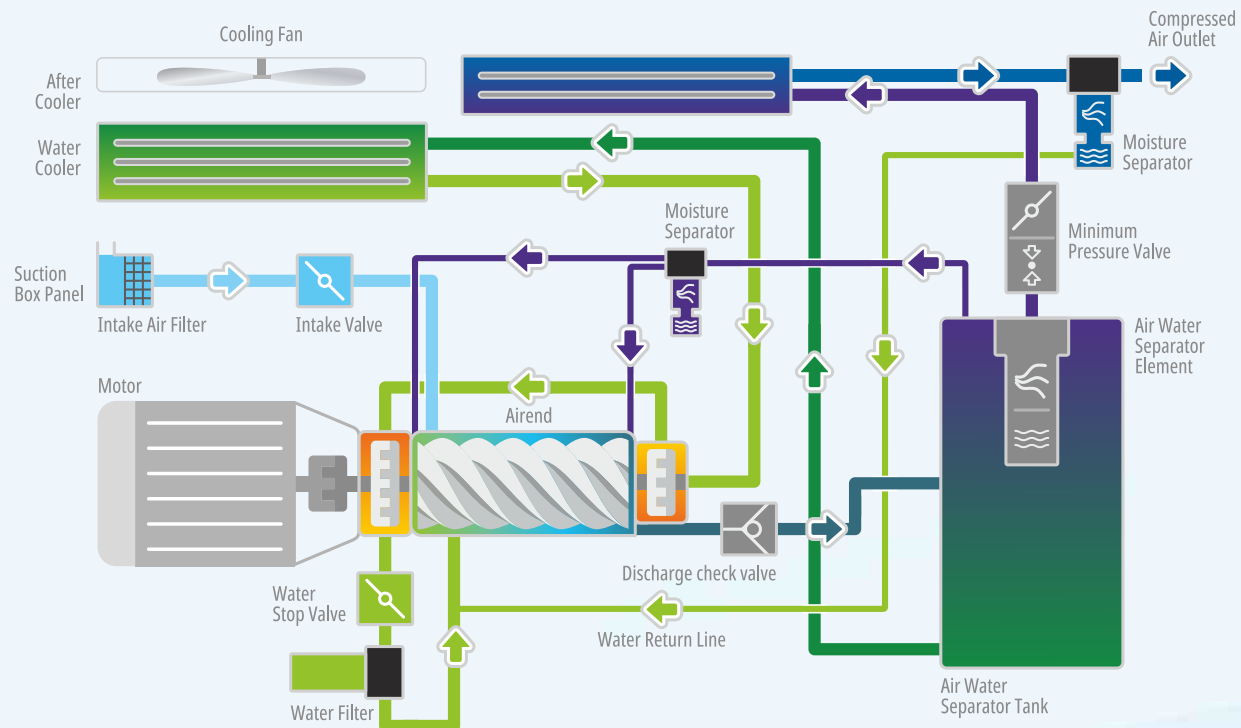 Cooling Fan
Compressed
Air Outlet
After
Cooler
Water
Cooler
Moisture
Separator
Moisture
Separator
Minimum
Pressure Valve
Suction
Box Panel
Intake Air Filter
Intake Valve
Air Water
Separator
Element
Motor
Airend
Discharge check valve
Water
Stop Valve
Water Return Line
Air Water
Separator Tank
Water Filter